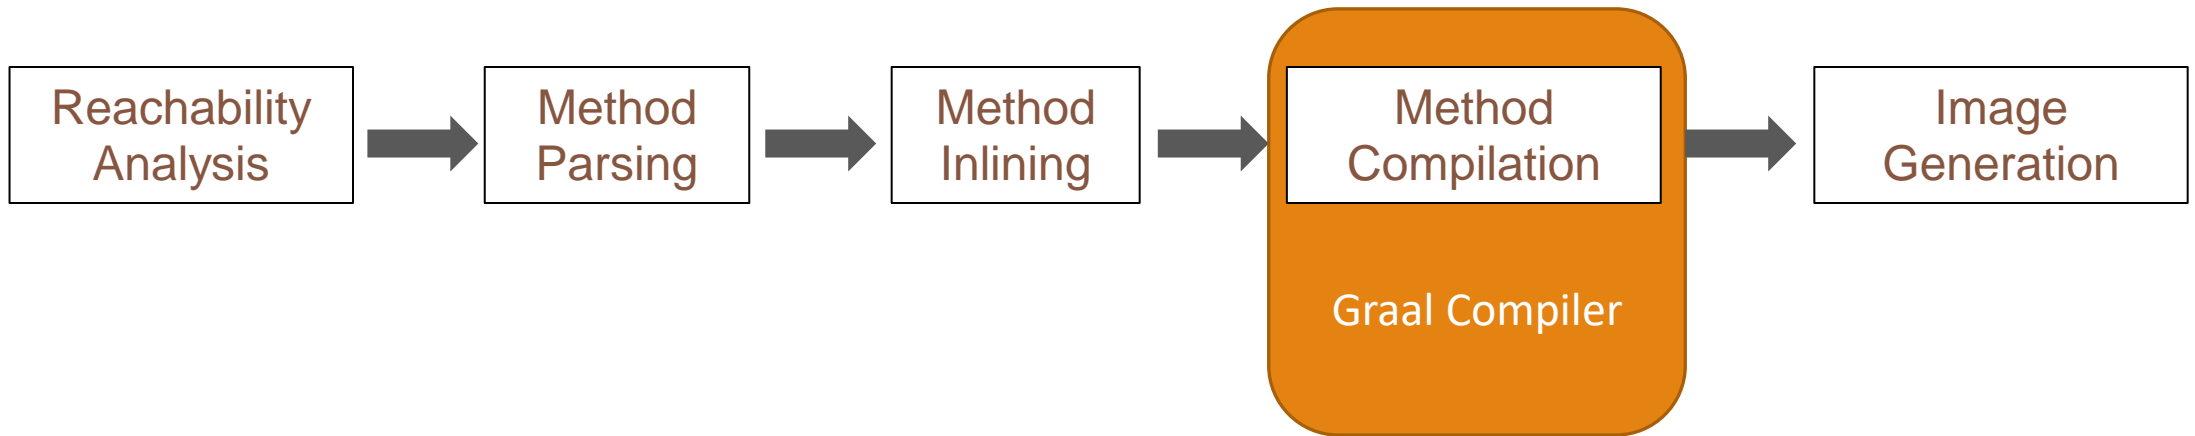 Reachability
Analysis
Method
Parsing
Method
Inlining
Method
Compilation
Graal Compiler
Image
Generation